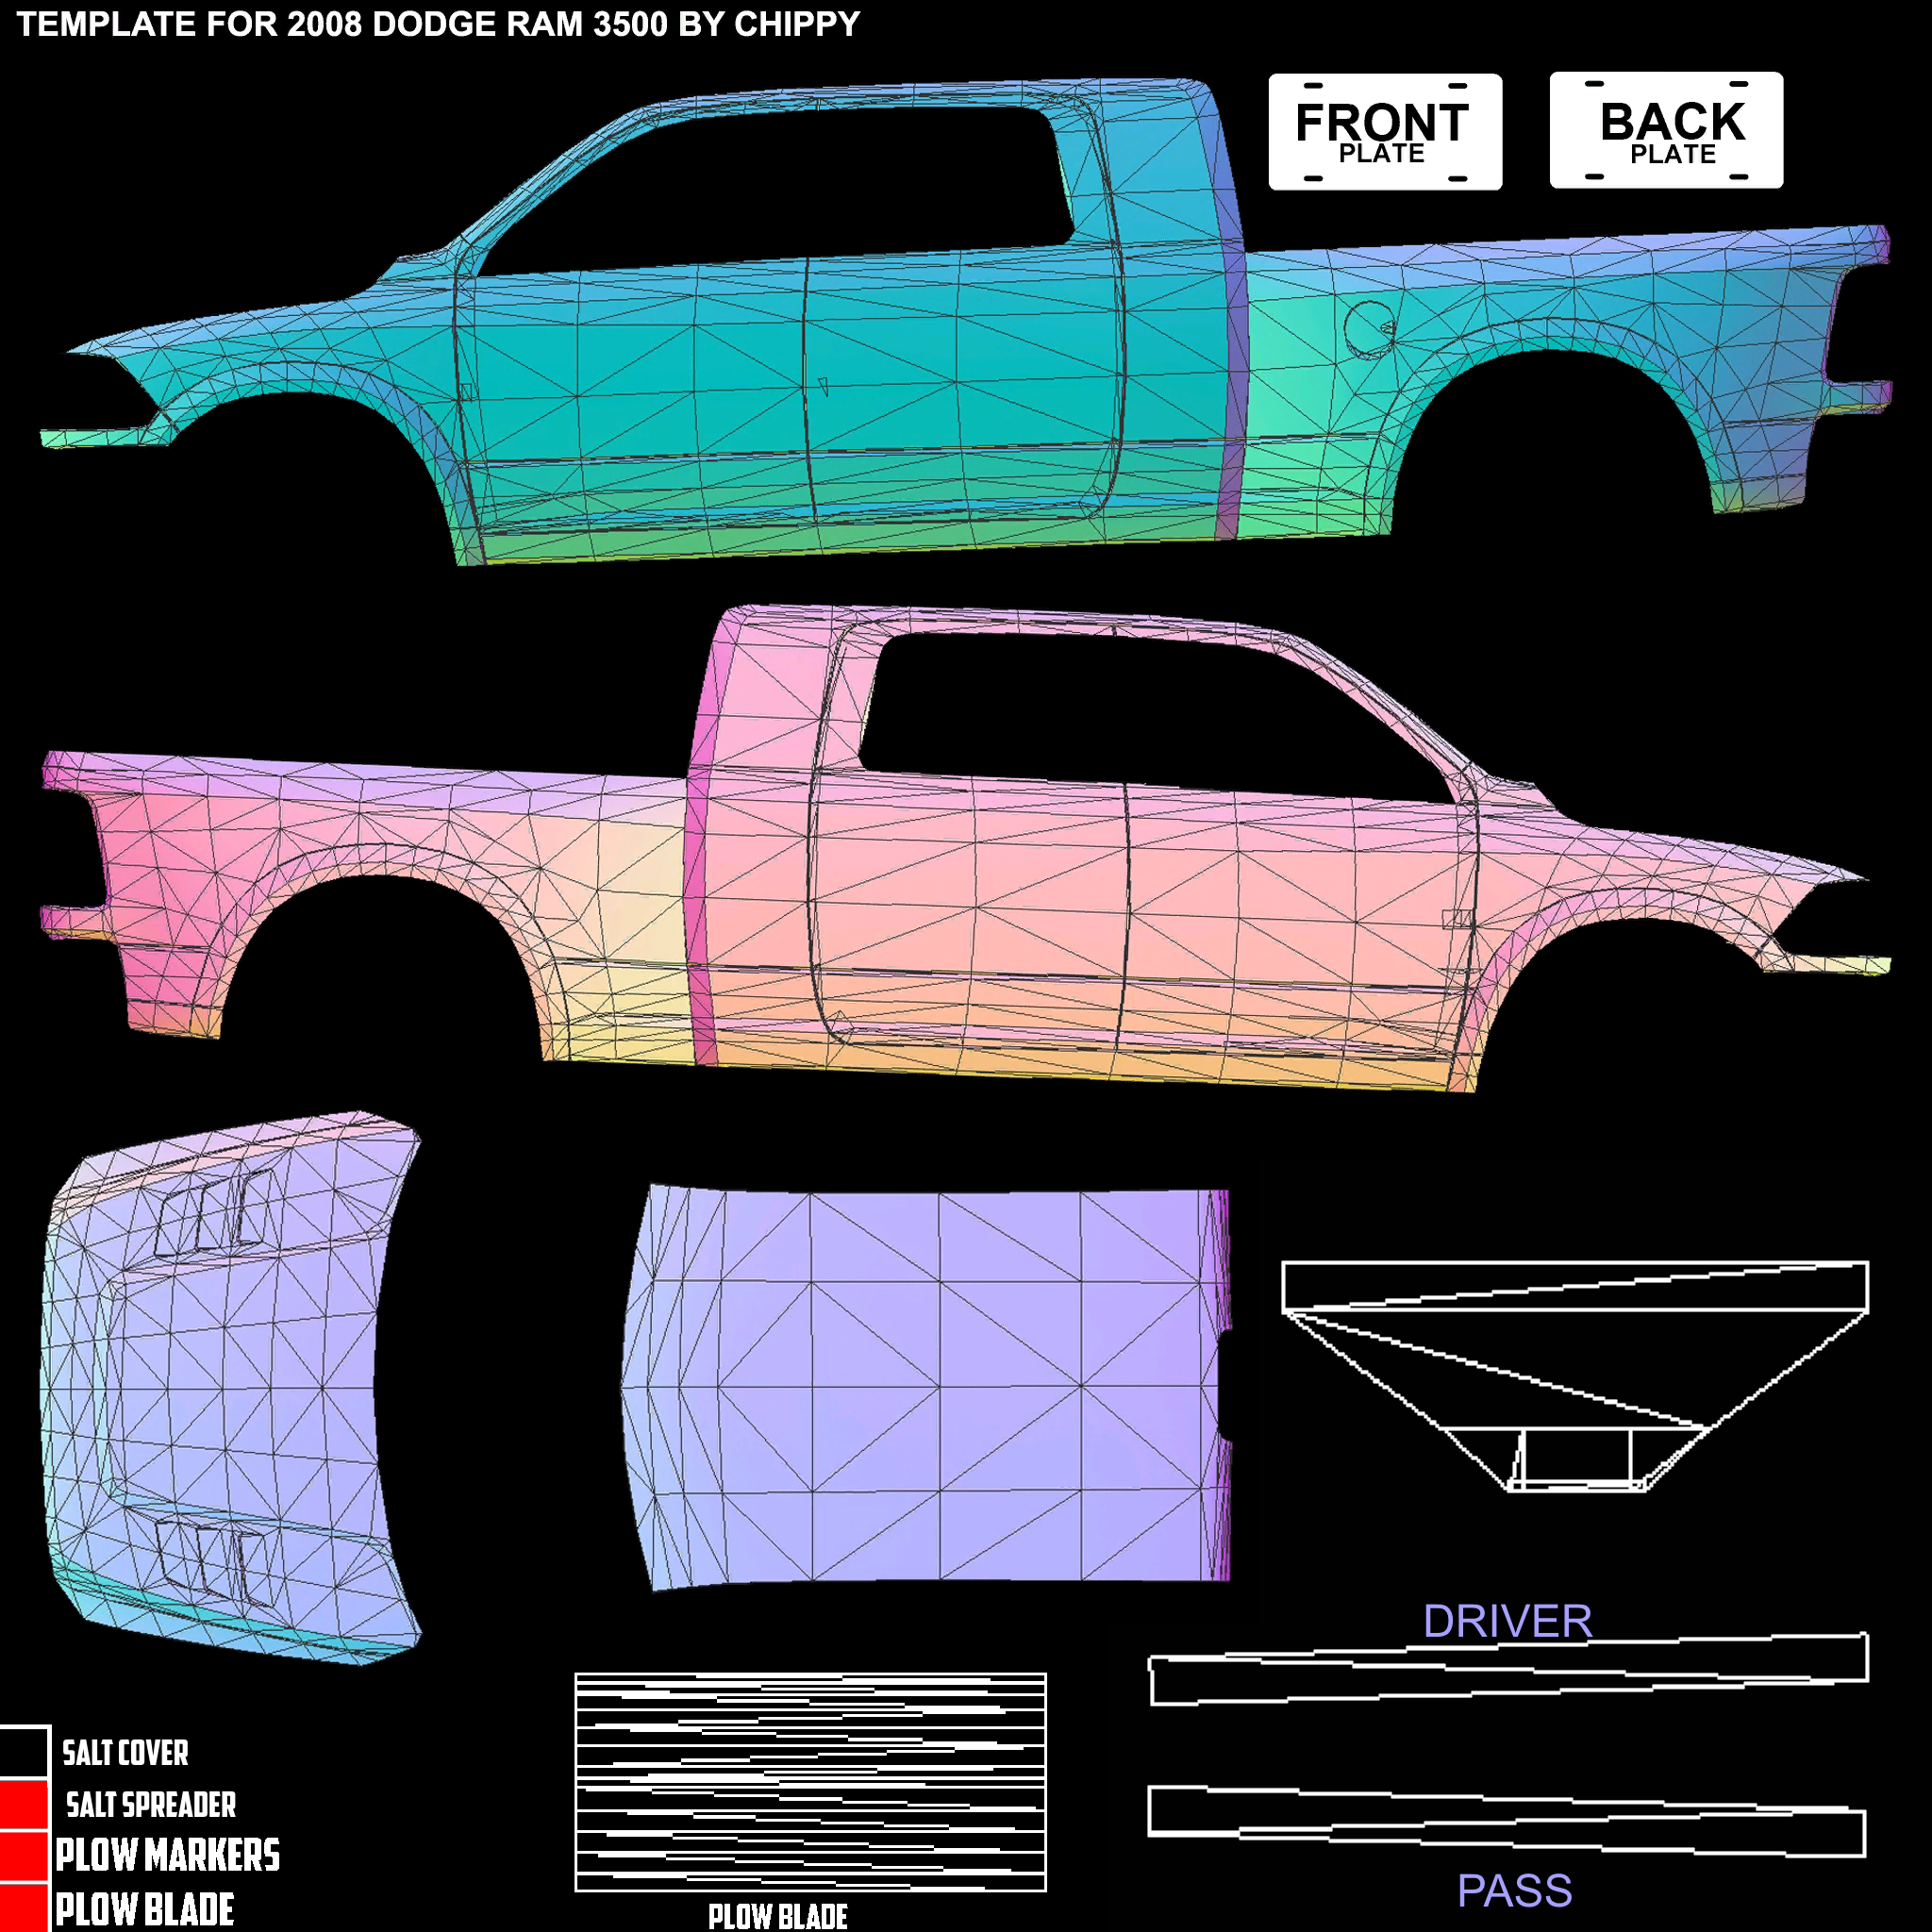 TEMPLATE FOR 2008 DODGE RAM 3500 BY CHIPPY
FRONT
PLATE
BACK
PLATE
DRIVER
SALT COVER
SALT SPREADER
PLOW MARKERS
PLOW BLADE
PLOW BLADE
PASS